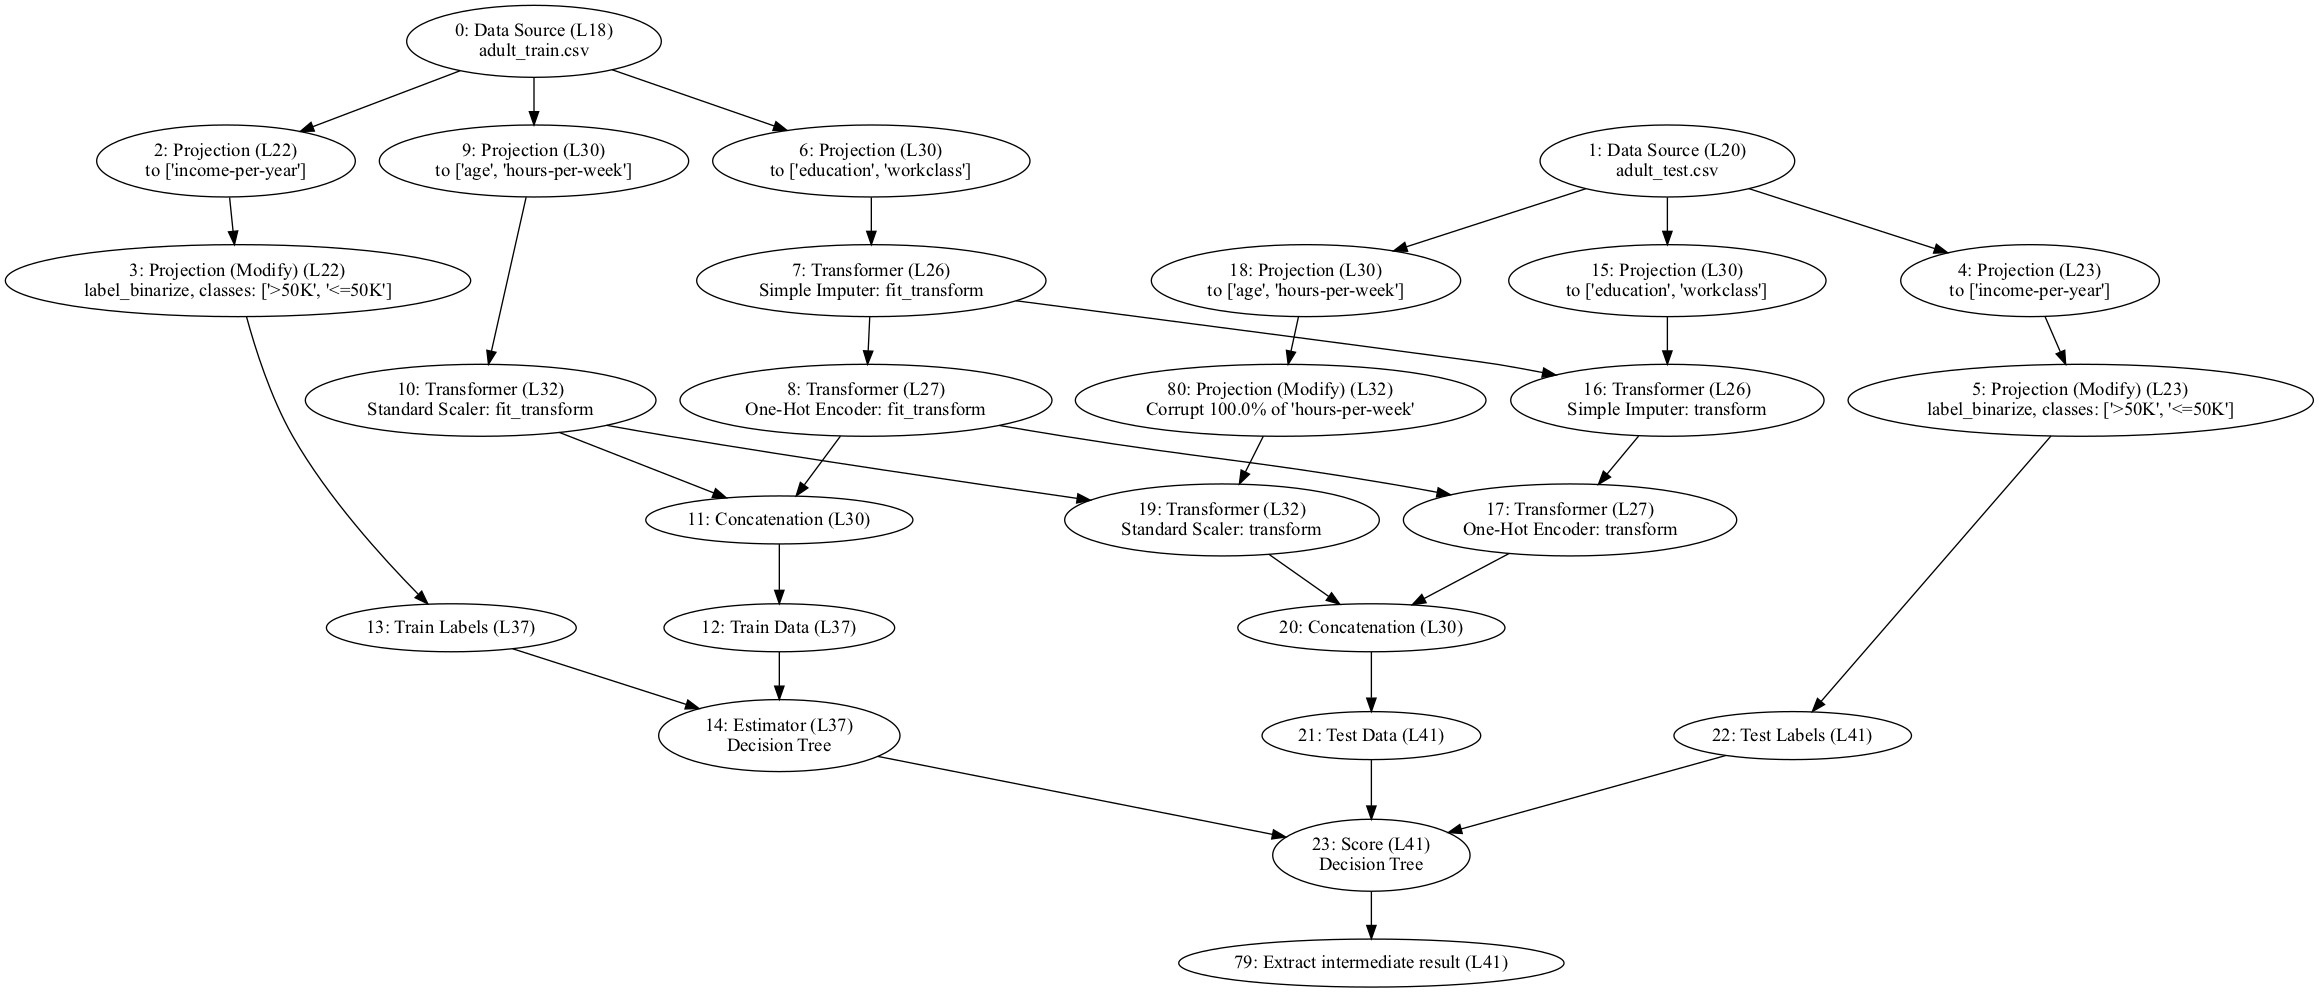 0: Data Source (L18)
adult_train.csv
2: Projection (L22)
to ['income-per-year']
9: Projection (L30)
to ['age', 'hours-per-week']
6: Projection (L30)
to ['education', 'workclass']
1: Data Source (L20)
adult_test.csv
3: Projection (Modify) (L22)
label_binarize, classes: ['>50K', '<=50K']
7: Transformer (L26)
Simple Imputer: fit_transform
18: Projection (L30)
to ['age', 'hours-per-week']
15: Projection (L30)
to ['education', 'workclass']
4: Projection (L23)
to ['income-per-year']
10: Transformer (L32)
Standard Scaler: fit_transform
8: Transformer (L27)
One-Hot Encoder: fit_transform
80: Projection (Modify) (L32)
Corrupt 100.0% of 'hours-per-week'
16: Transformer (L26)
Simple Imputer: transform
5: Projection (Modify) (L23)
label_binarize, classes: ['>50K', '<=50K']
11: Concatenation (L30)
19: Transformer (L32)
Standard Scaler: transform
17: Transformer (L27)
One-Hot Encoder: transform
13: Train Labels (L37)
12: Train Data (L37)
20: Concatenation (L30)
14: Estimator (L37)
Decision Tree
21: Test Data (L41)
22: Test Labels (L41)
23: Score (L41)
Decision Tree
79: Extract intermediate result (L41)